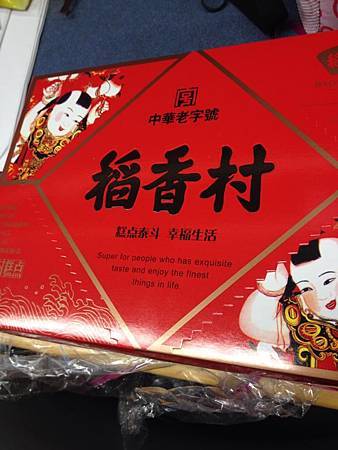 中華老字號
稻香村
糕点泰斗 幸福生活
Super for people who has exquisite
taste and enjoy the finest
things in life